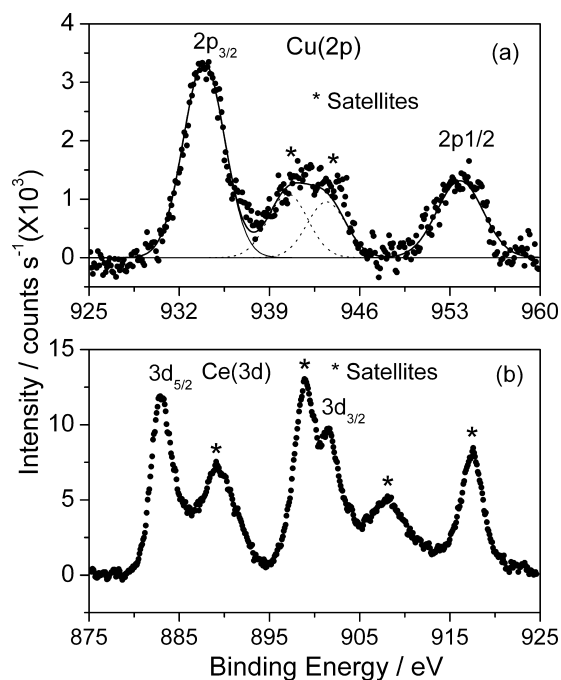 4
3
2
1
0
2p3/2
Cu(2p)
(a)
* Satellites
*
*
2p1/2
925 932 939 946 953 960
Intensity / counts s-1(X103)
15
10
5
0
3d5/2
Ce(3d)
*
* Satellites
(b)
3d3/2
*
*
*
875 885 895 905 915 925
Binding Energy / eV